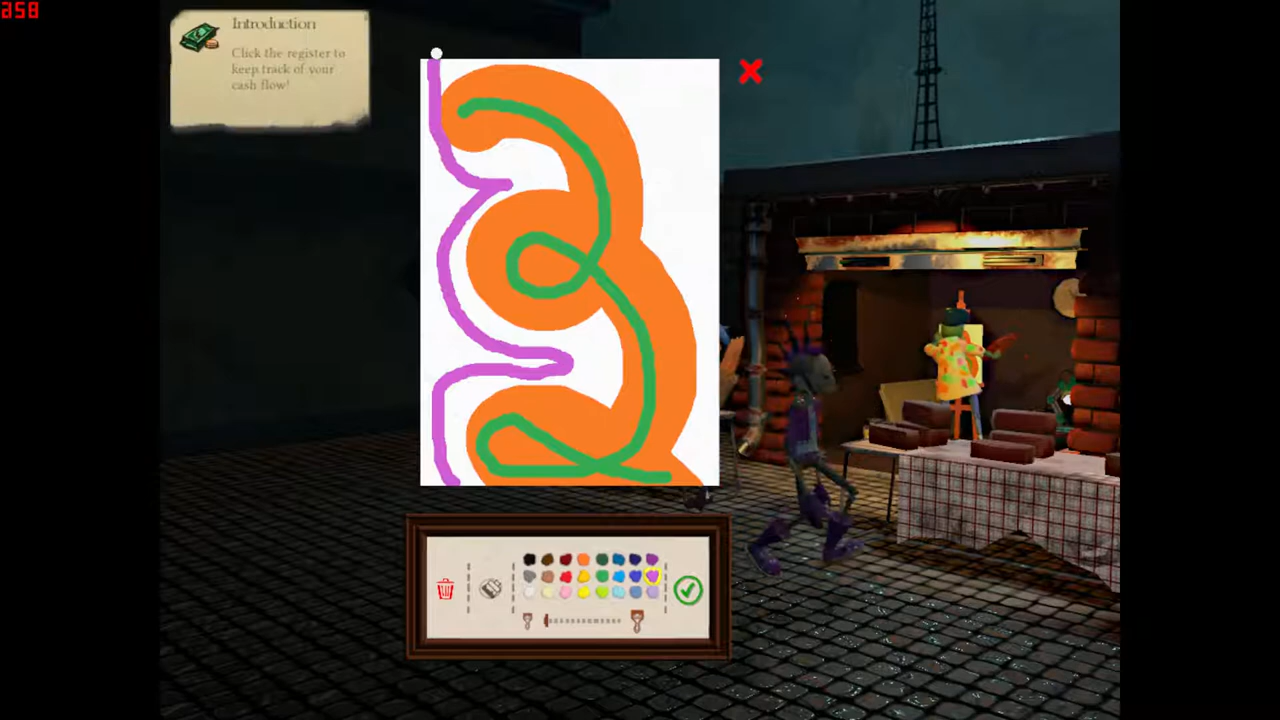 258
Introduction
Click the register to
keep track of your
cash flow!